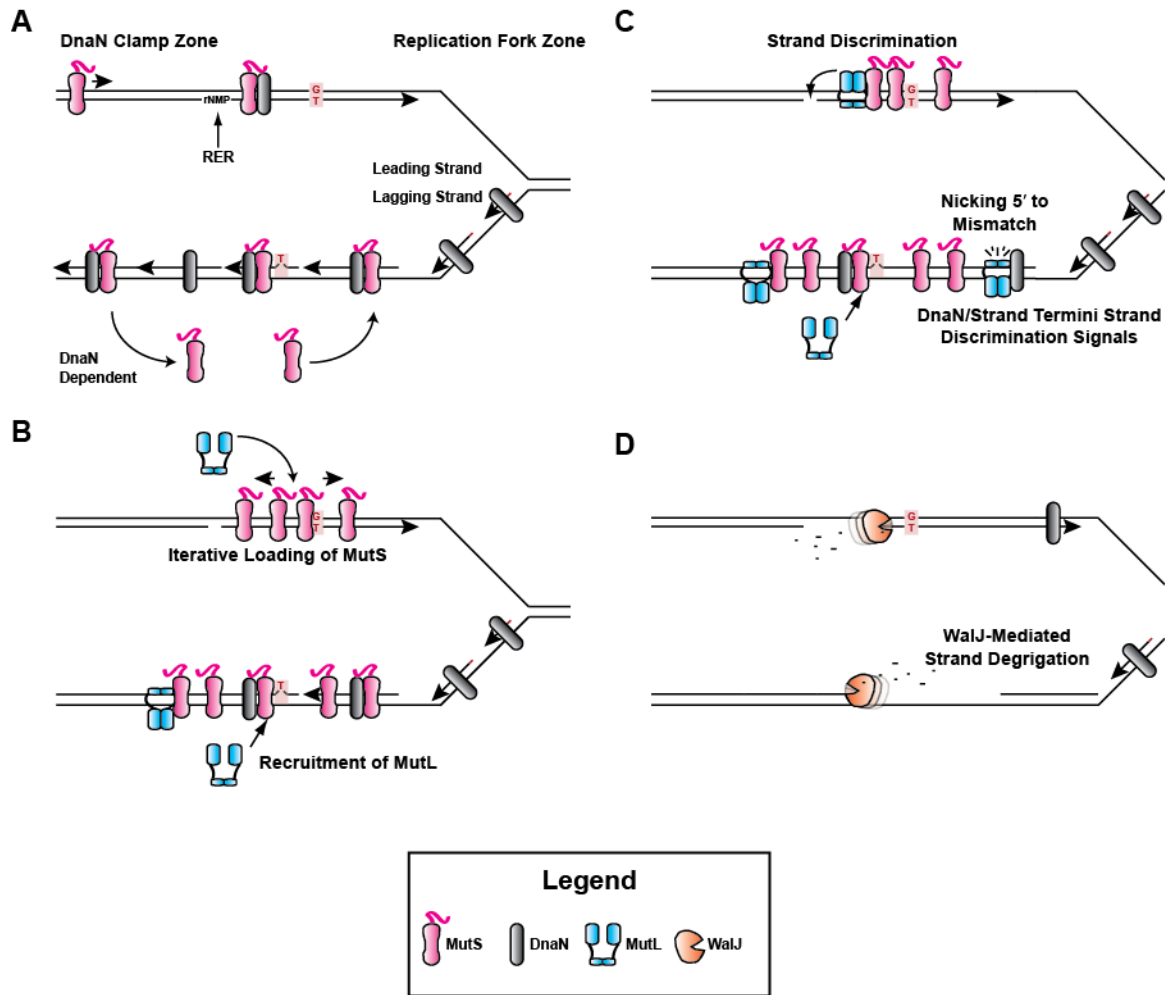 A
DnaN Clamp Zone
Replication Fork Zone
G
T
rNMP
RER
Leading Strand
Lagging Strand
T
DnaN
Dependent
B
G
T
Iterative Loading of MutS
T
Recruitment of MutL
C
Strand Discrimination
G
T
Nicking 5′ to
Mismatch
T
DnaN/Strand Termini Strand
Discrimination Signals
D
G
T
WalJ-Mediated
Strand Degrigation
Legend
MutS
DnaN
MutL
WalJ